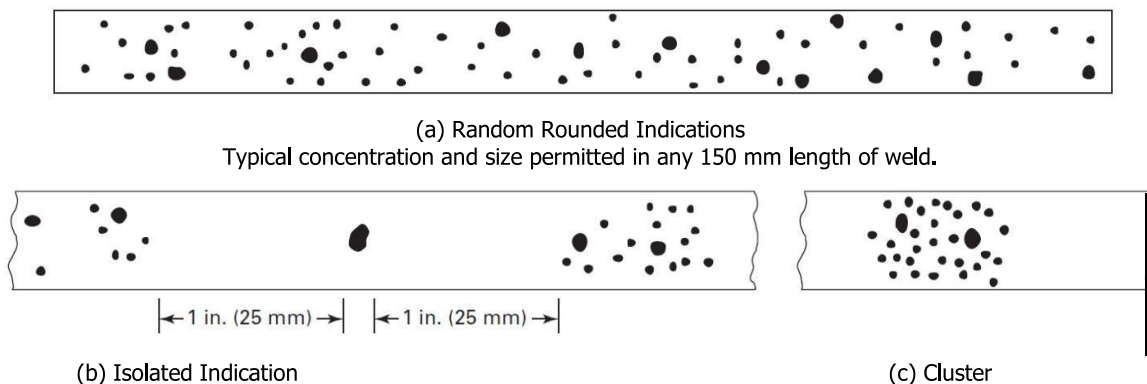 (a) Random Rounded Indications
Typical concentration and size permitted in any 150 mm length of weld.
1 in. (25 mm) 1 in. (25 mm)
(b) Isolated Indication (c) Cluster